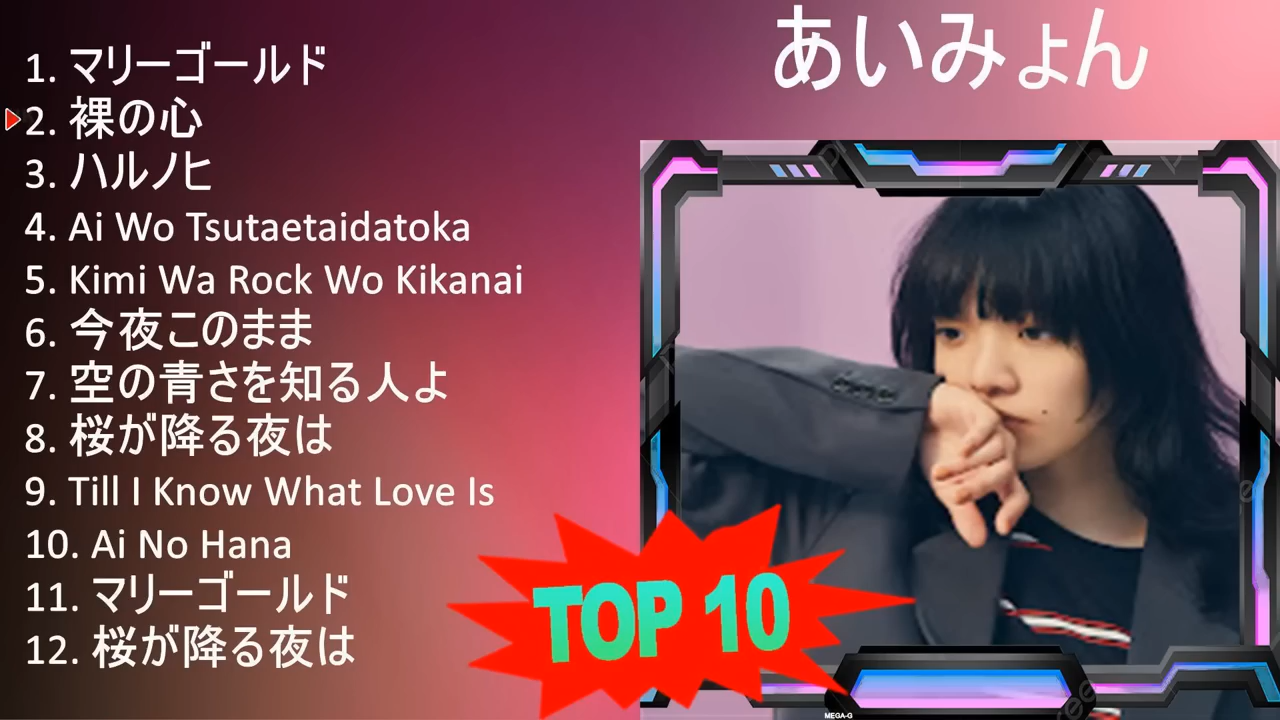 あいみょん
1. マリーゴールド
2. 裸の心
3. ハルノヒ
4. Ai Wo Tsutaetaidatoka
5. Kimi Wa Rock Wo Kikanai
6. 今夜このまま
7. 空の青さを知る人よ
8. 桜が降る夜は
9. Till I Know What Love Is
10. Ai No Hana
11. マリーゴールド
12. 桜が降る夜は
TOP 10
MEGA-G